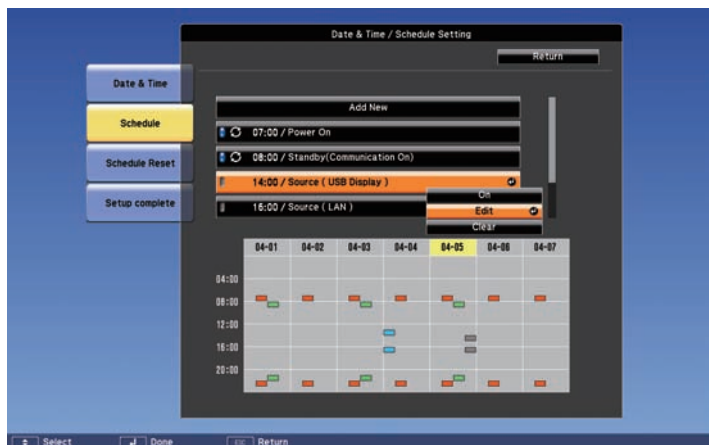 Date & Time / Schedule Setting
Return
Date & Time
Schedule
Schedule Reset
Setup complete
Add New
07:00 / Power On
08:00 / Standby(Communication On)
14:00 / Source ( USB Display )
16:00 / Source ( LAN )
On
Edit
Clear
04-01 04-02 04-03 04-04 04-05 04-06 04-07
04:00
08:00
12:00
16:00
20:00
Select Done Esc Return